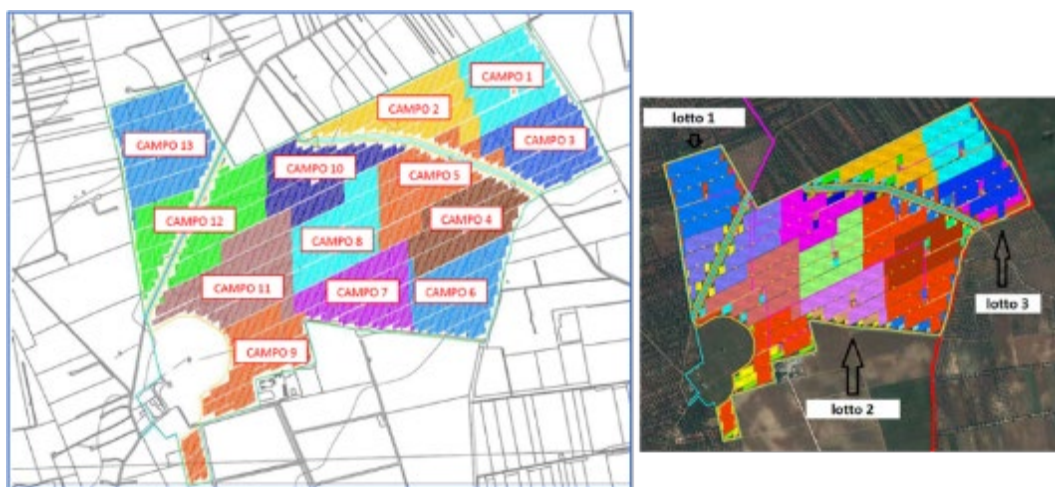 CAMPO 1
CAMPO 2
CAMPO 13
CAMPO 3
CAMPO 10
CAMPO 5
CAMPO 12
CAMPO 4
CAMPO 8
CAMPO 11
CAMPO 7
CAMPO 6
CAMPO 9
lotto 1
lotto 3
lotto 2